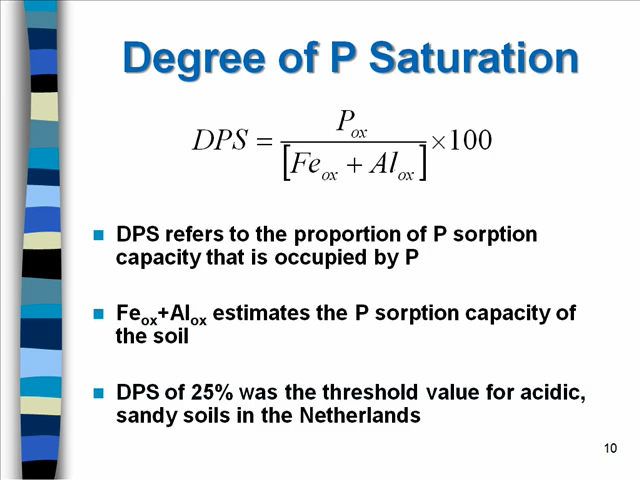 Degree of P Saturation
DPS = P_ox / [Fe_ox + Al_ox] ×100
DPS refers to the proportion of P sorption
capacity that is occupied by P
Fe_ox+Al_ox estimates the P sorption capacity of
the soil
DPS of 25% was the threshold value for acidic,
sandy soils in the Netherlands
10